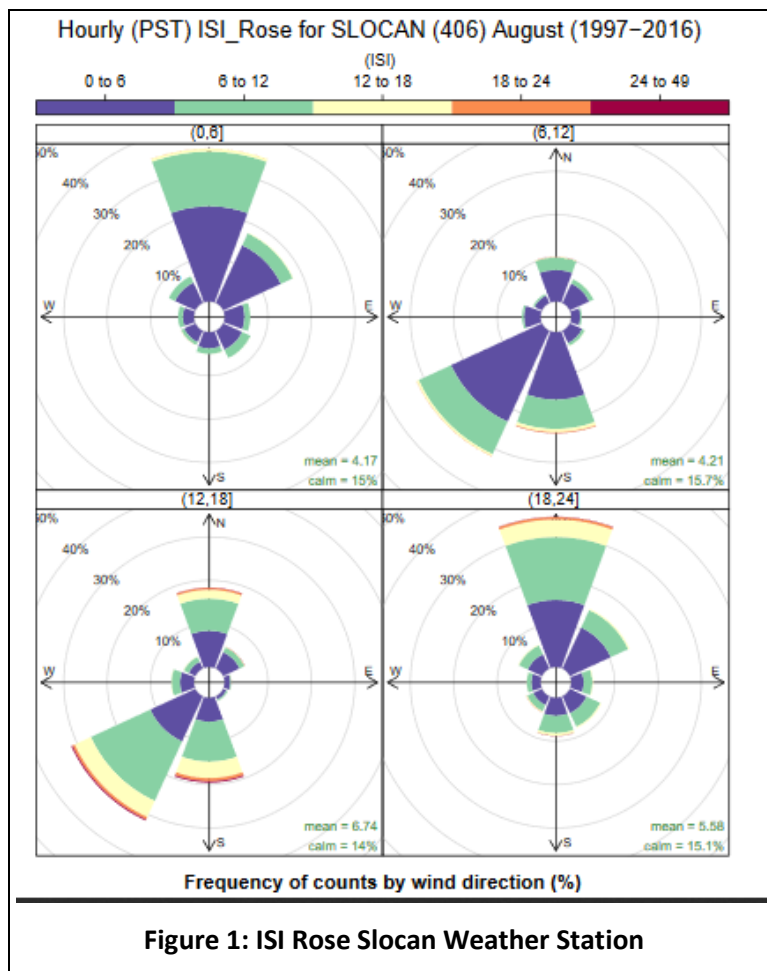 Hourly (PST) ISI_Rose for SLOCAN (406) August (1997−2016)
(ISI)
0 to 6 6 to 12 12 to 18 18 to 24 24 to 49
(0,6] (6,12]
0% 40% 30% 20% 10% W E S
mean = 4.17
calm = 15%
0% 40% 30% 20% 10% N W E S
mean = 4.21
calm = 15.7%
(12,18] (18,24]
0% 40% 30% 20% 10% N W E S
mean = 6.74
calm = 14%
0% 40% 30% 20% 10% W E S
mean = 5.58
calm = 15.1%
Frequency of counts by wind direction (%)
Figure 1: ISI Rose Slocan Weather Station